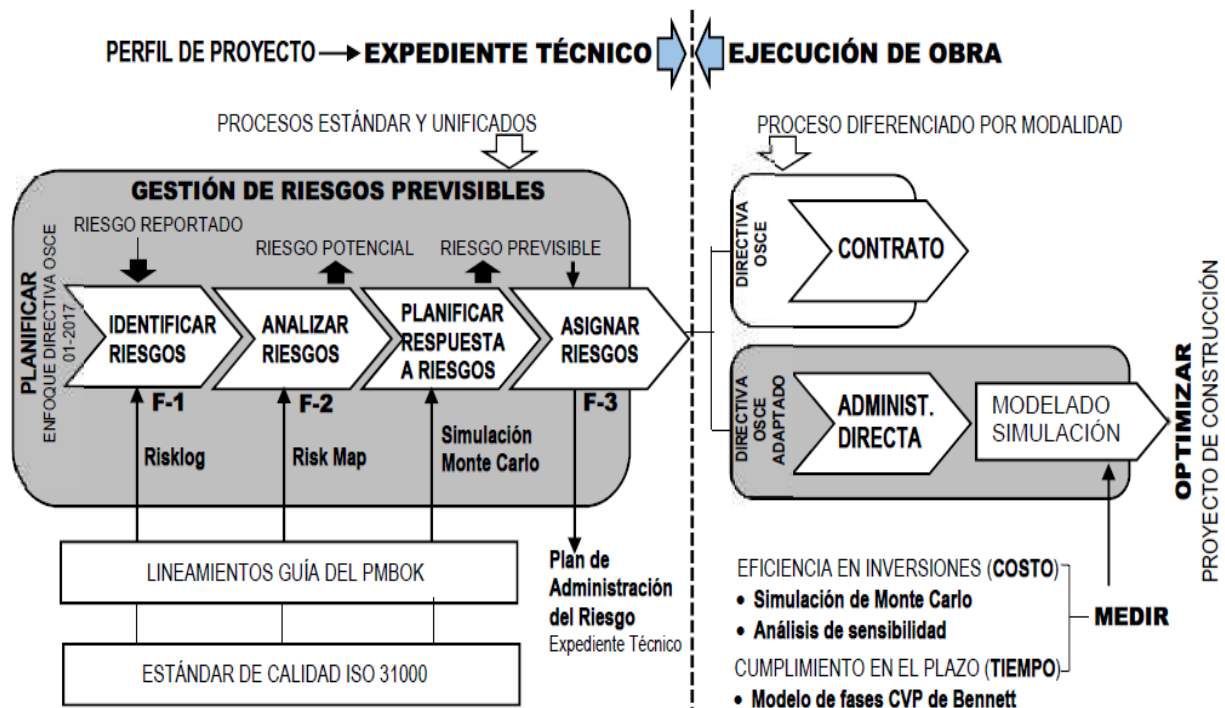 PERFIL DE PROYECTO
EXPEDIENTE TÉCNICO
EJECUCIÓN DE OBRA
PROCESOS ESTÁNDAR Y UNIFICADOS
PROCESO DIFERENCIADO POR MODALIDAD
GESTIÓN DE RIESGOS PREVISIBLES
PLANIFICAR
ENFOQUE DIRECTIVA OSCE
01-2017
RIESGO REPORTADO
RIESGO POTENCIAL
RIESGO PREVISIBLE
IDENTIFICAR
RIESGOS
ANALIZAR
RIESGOS
PLANIFICAR
RESPUESTA
A RIESGOS
ASIGNAR
RIESGOS
F-1
F-2
F-3
Risklog
Risk Map
Simulación
Monte Carlo
LINEAMIENTOS GUÍA DEL PMBOK
ESTÁNDAR DE CALIDAD ISO 31000
Plan de
Administración
del Riesgo
Expediente Técnico
DIRECTIVA
OSCE
CONTRATO
DIRECTIVA
OSCE
ADAPTADO
ADMINIST.
DIRECTA
MODELADO
SIMULACIÓN
OPTIMIZAR
PROYECTO DE CONSTRUCCIÓN
EFICIENCIA EN INVERSIONES (COSTO)
• Simulación de Monte Carlo
• Análisis de sensibilidad
MEDIR
CUMPLIMIENTO EN EL PLAZO (TIEMPO)
• Modelo de fases CVP de Bennett